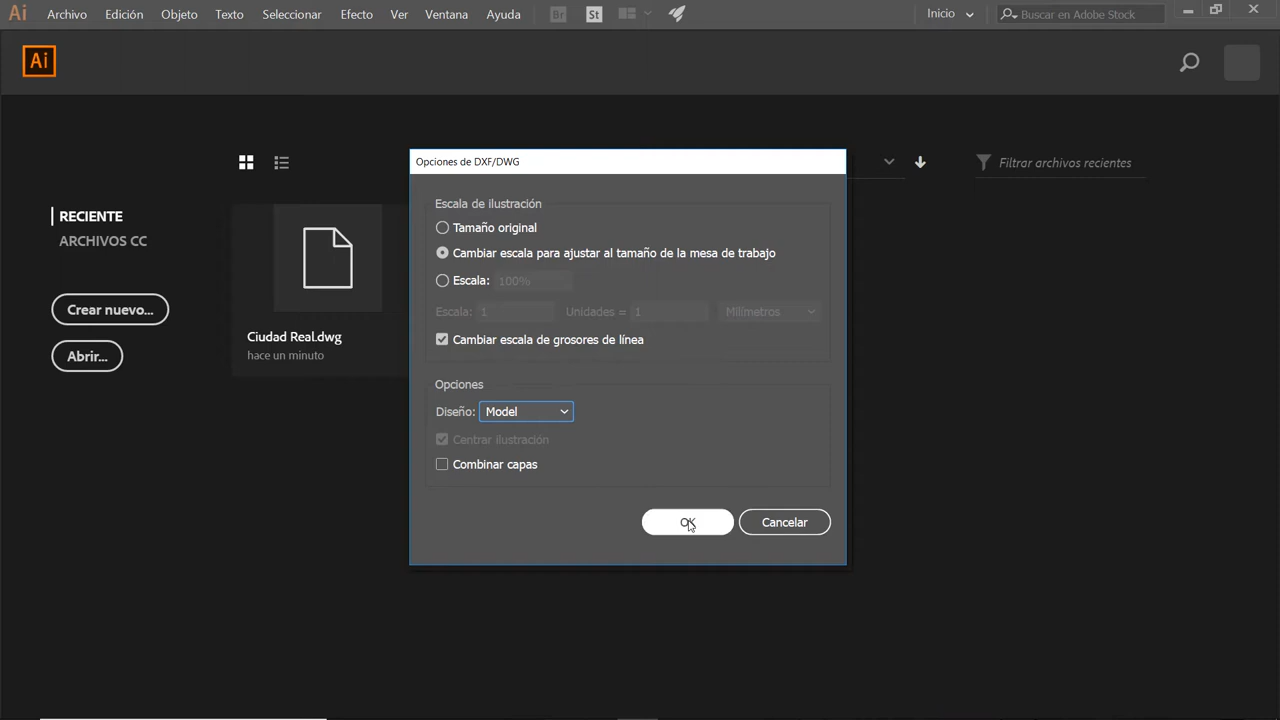 Ai Archivo Edición Objeto Texto Seleccionar Efecto Ver Ventana Ayuda Br St Inicio Buscar en Adobe Stock
Ai
Filtrar archivos recientes
RECIENTE
ARCHIVOS CC
Crear nuevo...
Abrir...
Ciudad Real.dwg
hace un minuto
Opciones de DXF/DWG
Escala de ilustración
Tamaño original
Cambiar escala para ajustar al tamaño de la mesa de trabajo
Escala: 100%
Escala: 1 Unidades = 1 Milímetros
Cambiar escala de grosores de línea
Opciones
Diseño: Model
Centrar ilustración
Combinar capas
OK Cancelar